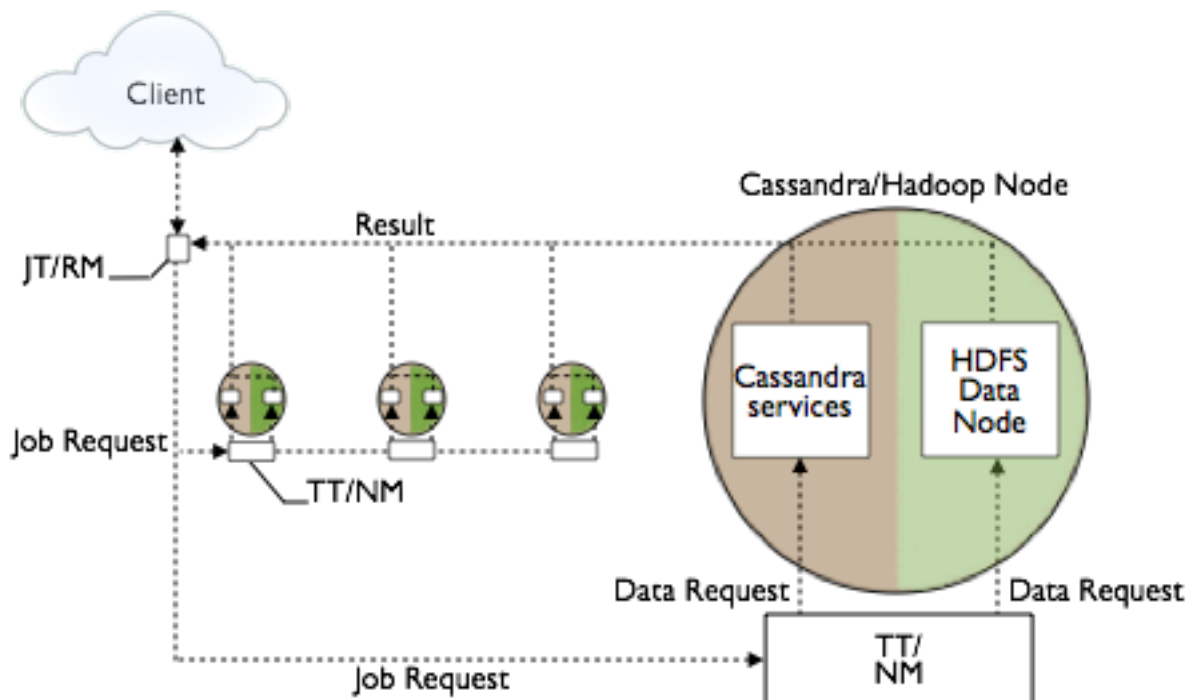 Client
Cassandra/Hadoop Node
Result
JT/RM
Cassandra
services
HDFS
Data
Node
Job Request
TT/NM
Data Request
Data Request
TT/
NM
Job Request